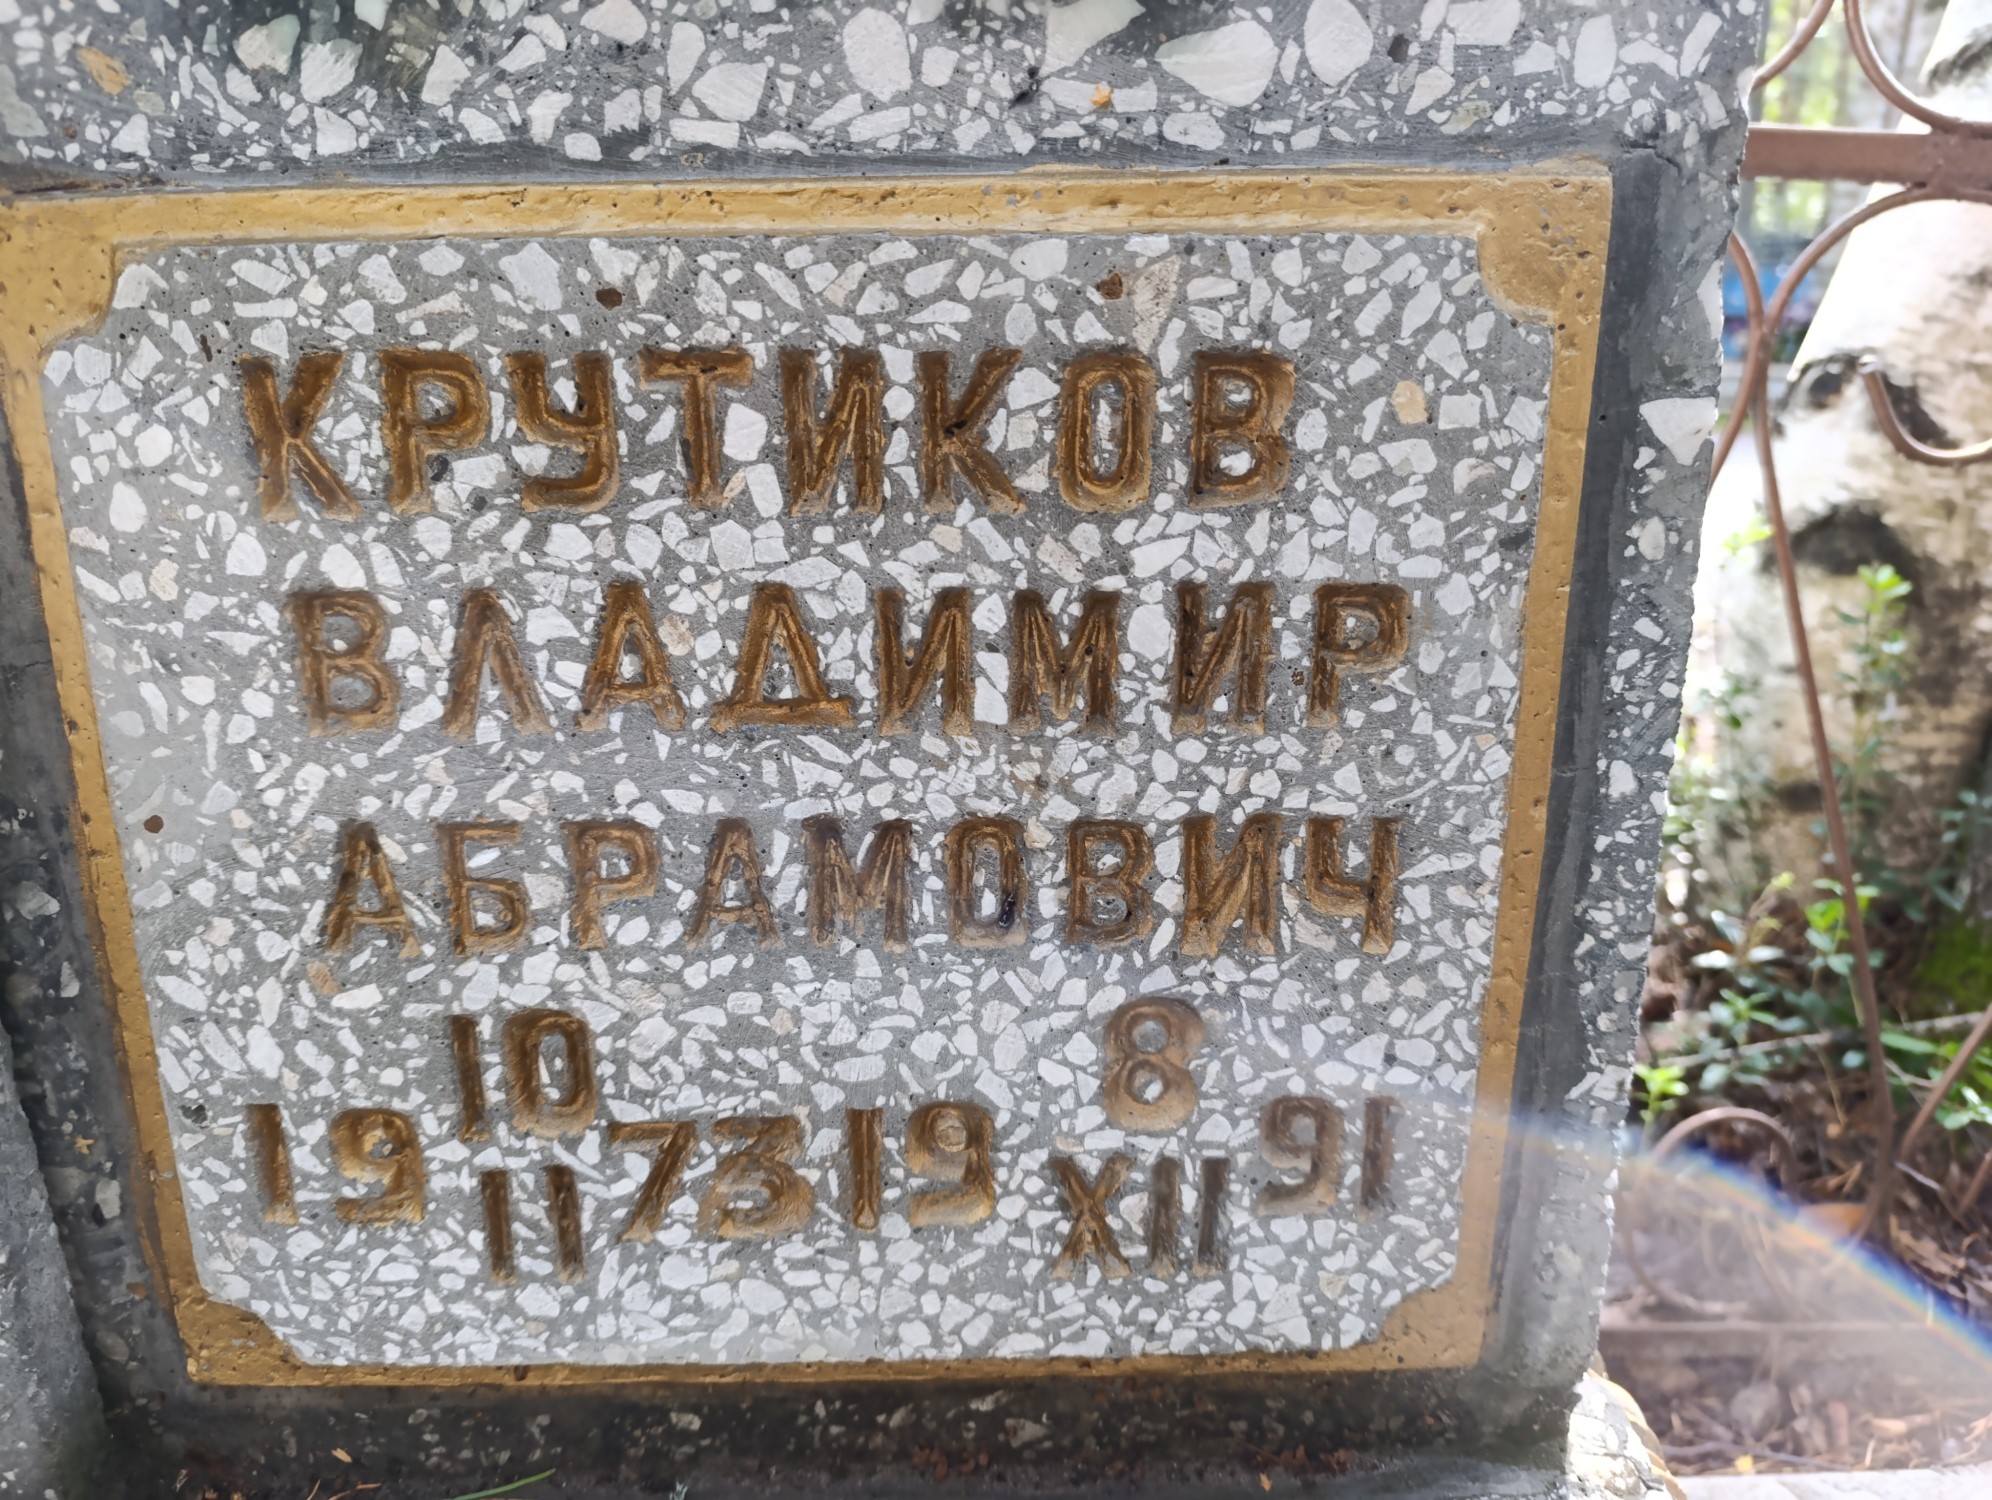 КРУТИКОВ
ВЛАДИМИР
АБРАМОВИЧ
19 10 II 73 19 8 XII 91